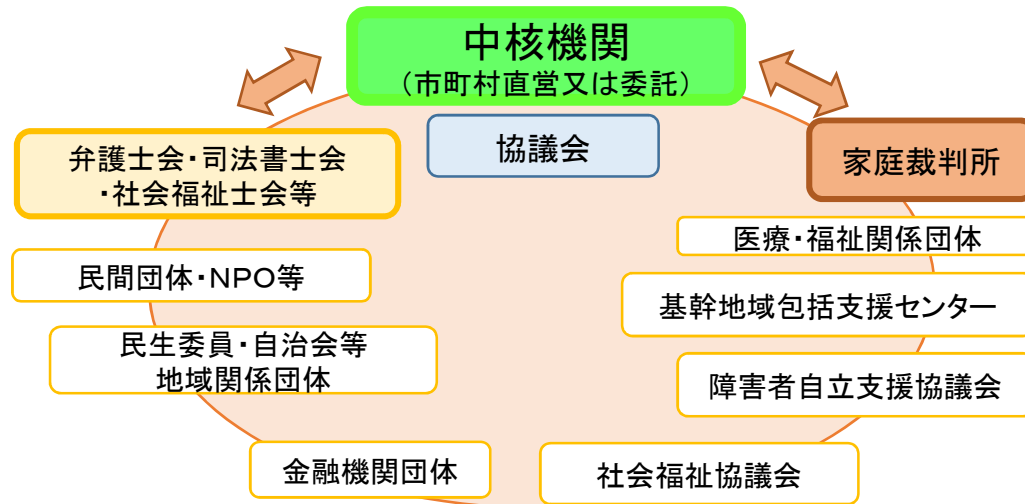 中核機関
（市町村直営又は委託）
協議会
弁護士会・司法書士会
・社会福祉士会等
家庭裁判所
民間団体・NPO等
医療・福祉関係団体
基幹地域包括支援センター
民生委員・自治会等
地域関係団体
障害者自立支援協議会
金融機関団体
社会福祉協議会